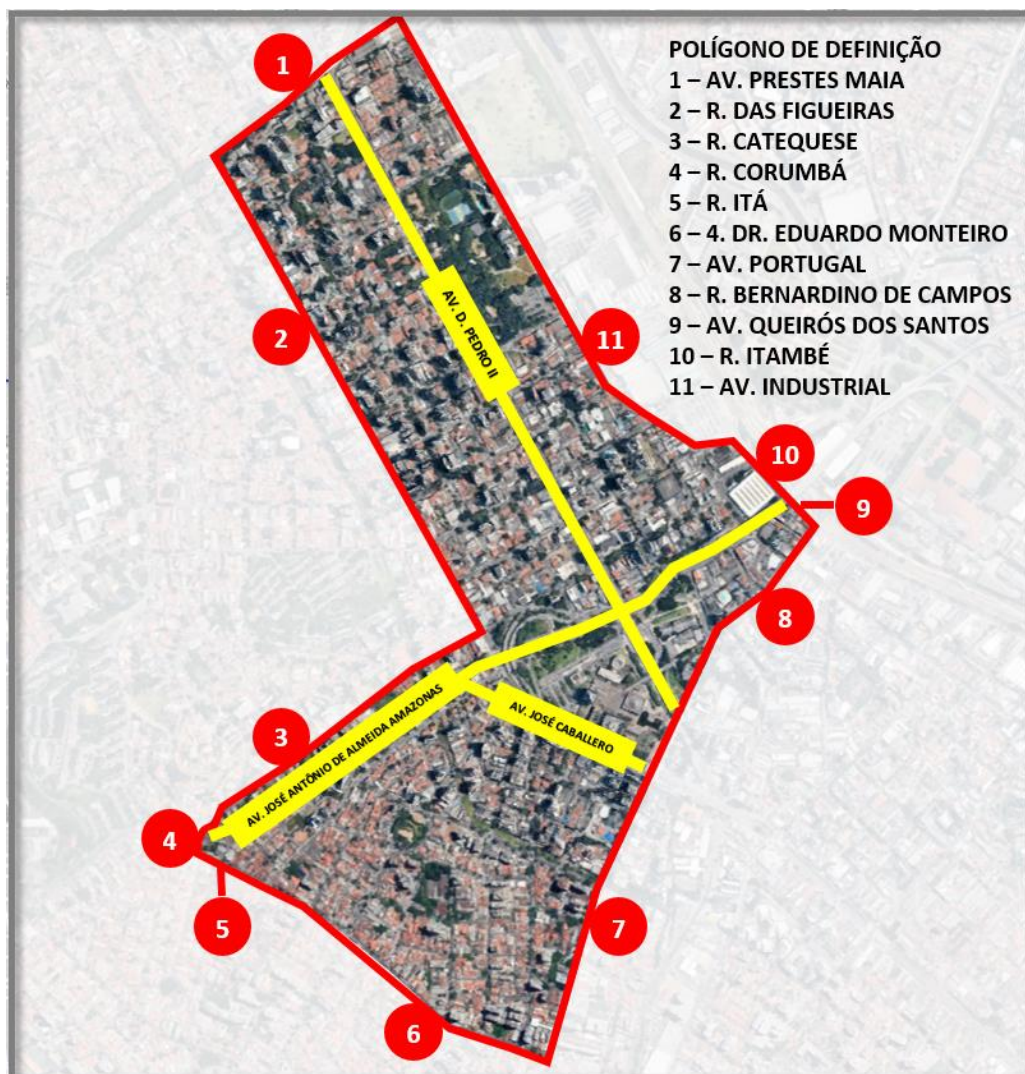 POLÍGONO DE DEFINIÇÃO
1 – AV. PRESTES MAIA
2 – R. DAS FIGUEIRAS
3 – R. CATEQUESE
4 – R. CORUMBÁ
5 – R. ITÁ
6 – 4. DR. EDUARDO MONTEIRO
7 – AV. PORTUGAL
8 – R. BERNARDINO DE CAMPOS
9 – AV. QUEIRÓS DOS SANTOS
10 – R. ITAMBÉ
11 – AV. INDUSTRIAL
1
2
AV. D. PEDRO II
11
10
9
8
AV. JOSÉ ANTÔNIO DE ALMEIDA AMAZONAS
AV. JOSÉ CABALLERO
3
4
5
7
6